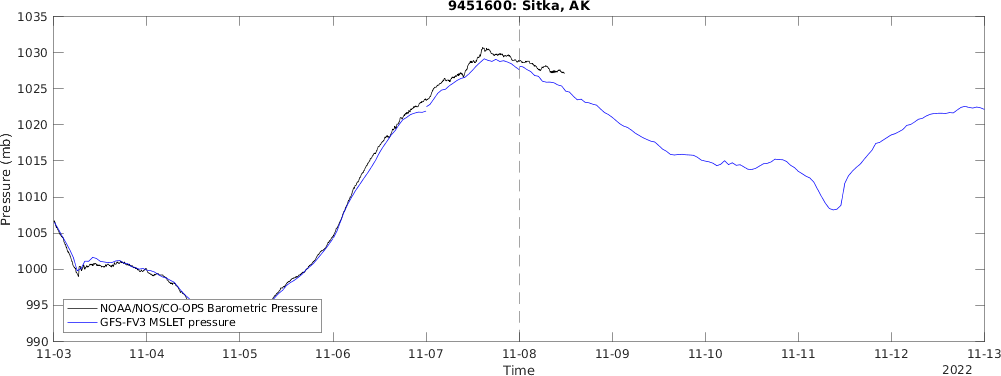 9451600: Sitka, AK
1035
1030
1025
1020
1015
1010
1005
1000
995
990
Pressure (mb)
NOAA/NOS/CO-OPS Barometric Pressure
GFS-FV3 MSLET pressure
11-03 11-04 11-05 11-06 11-07 11-08 11-09 11-10 11-11 11-12 11-13
Time
2022